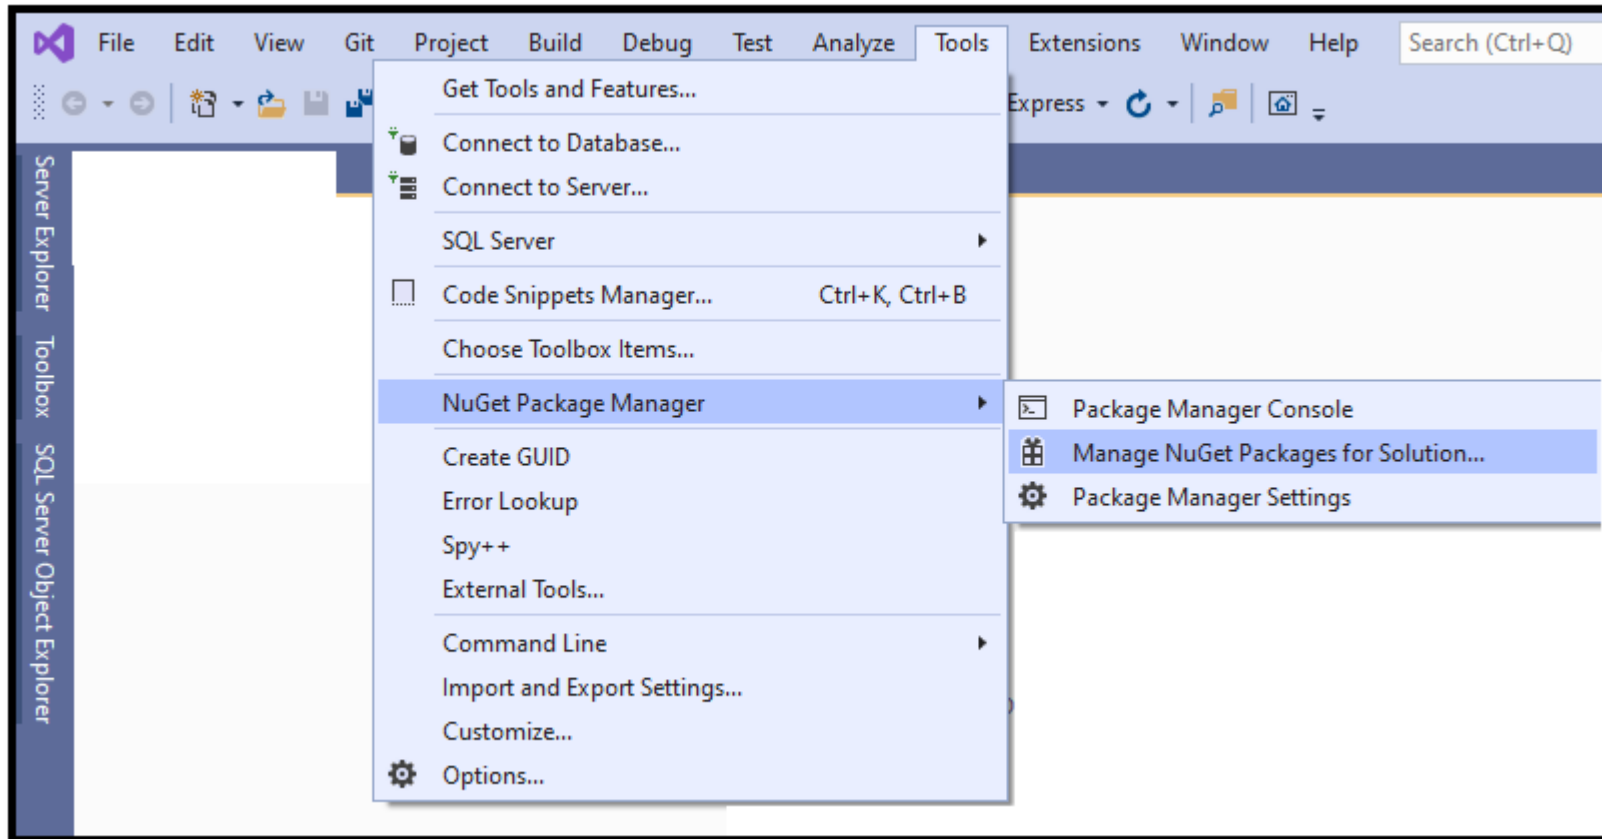 File Edit View Git Project Build Debug Test Analyze Tools Extensions Window Help Search (Ctrl+Q)
Get Tools and Features...
Express
Connect to Database...
Connect to Server...
SQL Server
Code Snippets Manager... Ctrl+K, Ctrl+B
Choose Toolbox Items...
NuGet Package Manager
Package Manager Console
Manage NuGet Packages for Solution...
Package Manager Settings
Create GUID
Error Lookup
Spy++
External Tools...
Command Line
Import and Export Settings...
Customize...
Options...
Server Explorer
Toolbox
SQL Server Object Explorer